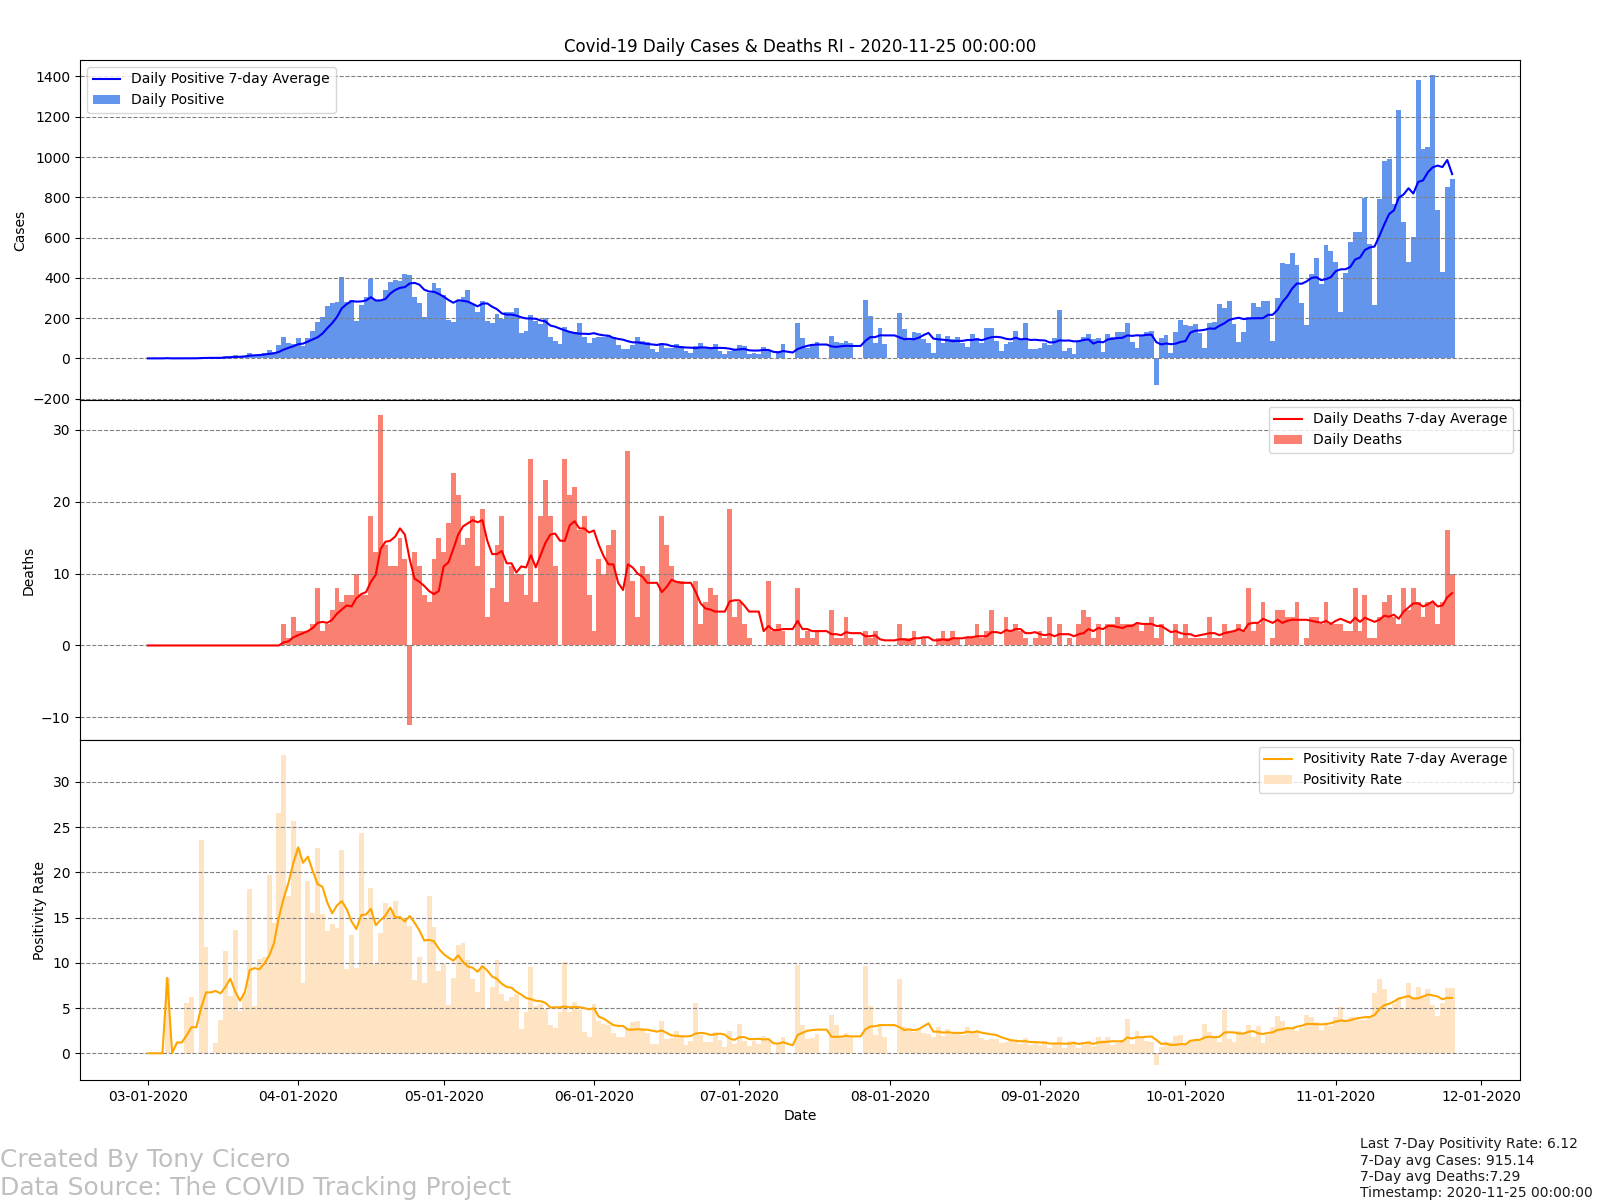 Covid-19 Daily Cases & Deaths RI - 2020-11-25 00:00:00
Daily Positive 7-day Average
Daily Positive
1400
1200
1000
800
600
400
200
0
−200
Cases
Daily Deaths 7-day Average
Daily Deaths
30
20
10
0
−10
Deaths
Positivity Rate 7-day Average
Positivity Rate
30
25
20
15
10
5
0
Positivity Rate
03-01-2020 04-01-2020 05-01-2020 06-01-2020 07-01-2020 08-01-2020 09-01-2020 10-01-2020 11-01-2020 12-01-2020
Date
Created By Tony Cicero
Data Source: The COVID Tracking Project
Last 7-Day Positivity Rate: 6.12
7-Day avg Cases: 915.14
7-Day avg Deaths:7.29
Timestamp: 2020-11-25 00:00:00